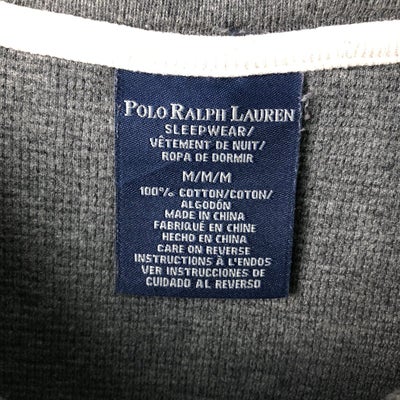 POLO RALPH LAUREN
SLEEPWEAR/
VÊTEMENT DE NUIT/
ROPA DE DORMIR
M/M/M
100% COTTON/COTON/
ALGODÓN
MADE IN CHINA
FABRIQUÉ EN CHINE
HECHO EN CHINA
CARE ON REVERSE
INSTRUCTIONS À L'ENDOS
VER INSTRUCCIONES DE
CUIDADO AL REVERSO